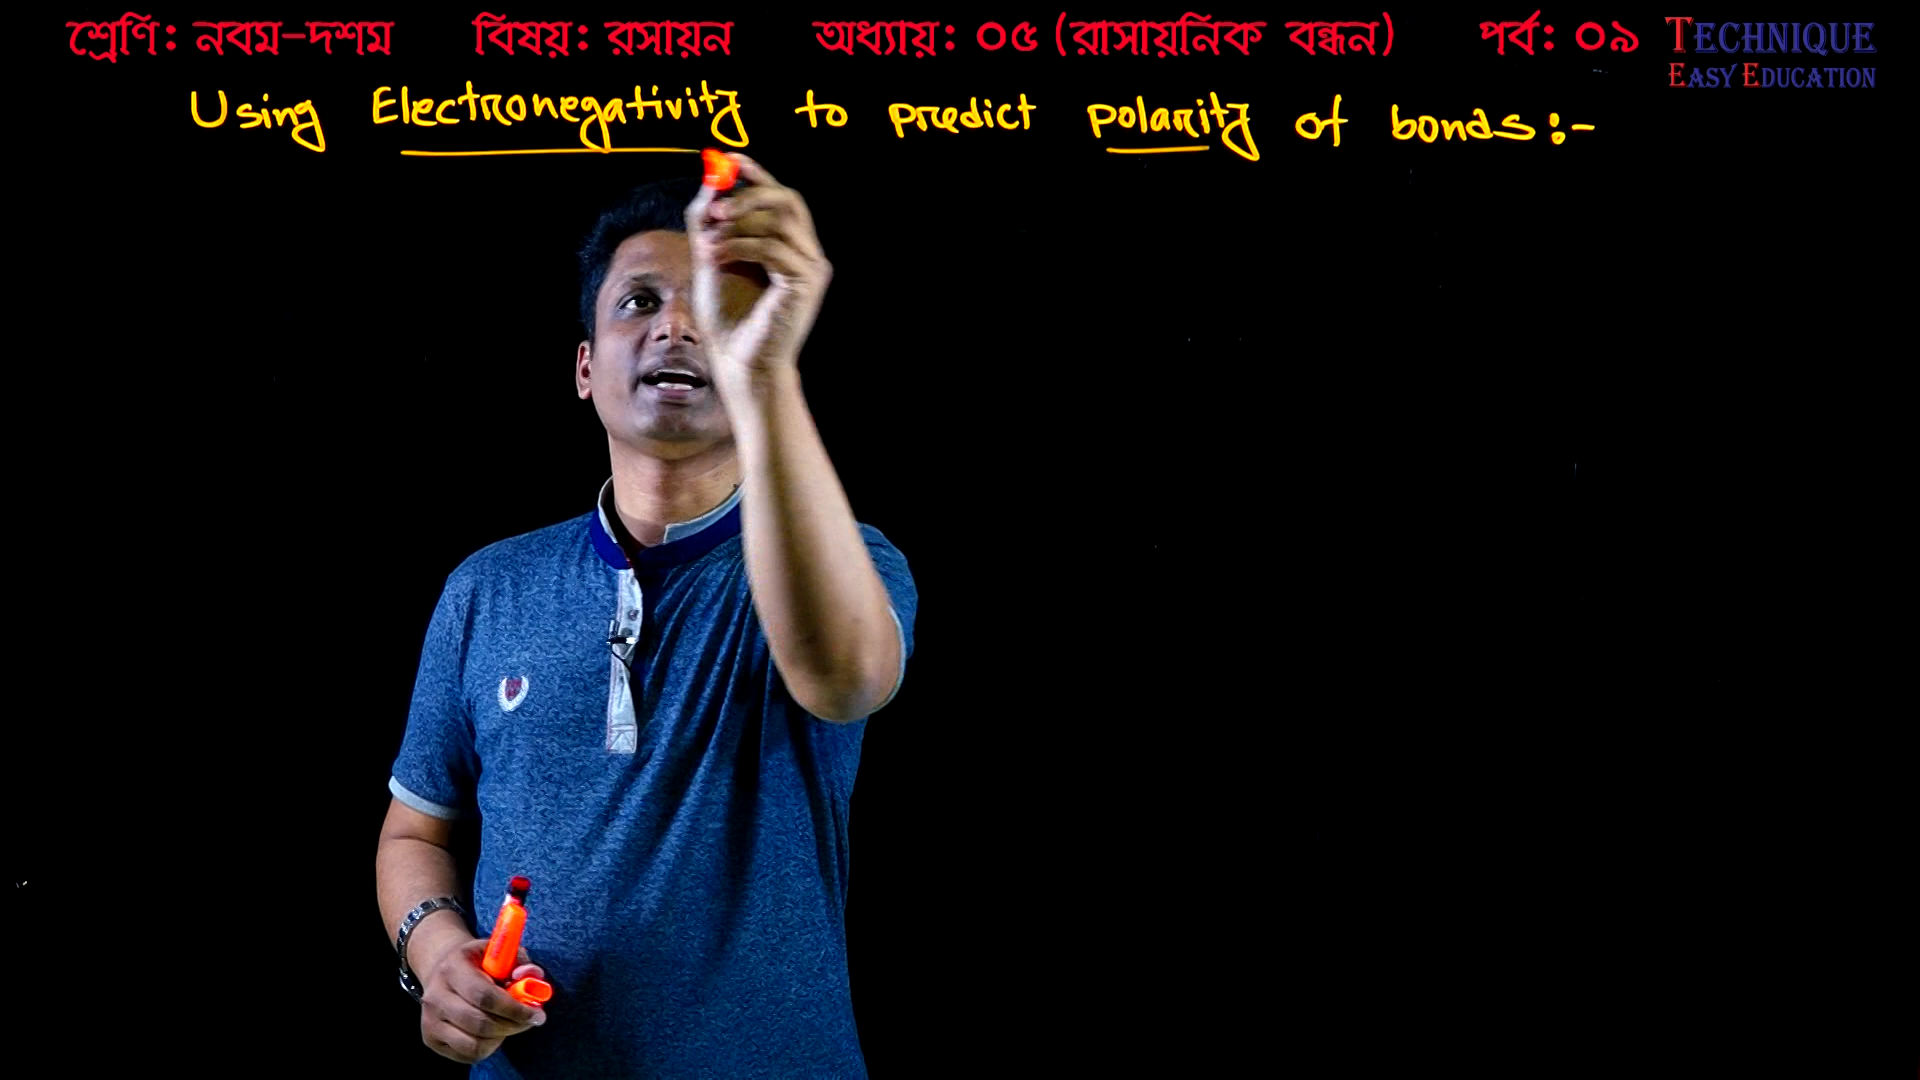 শ্রেণি: নবম-দশম বিষয়: রসায়ন অধ্যায়: ০৫ (রাসায়নিক বন্ধন) পর্ব: ০৯ TECHNIQUE
EASY EDUCATION
Using Electronegativity to predict polarity of bonds:-